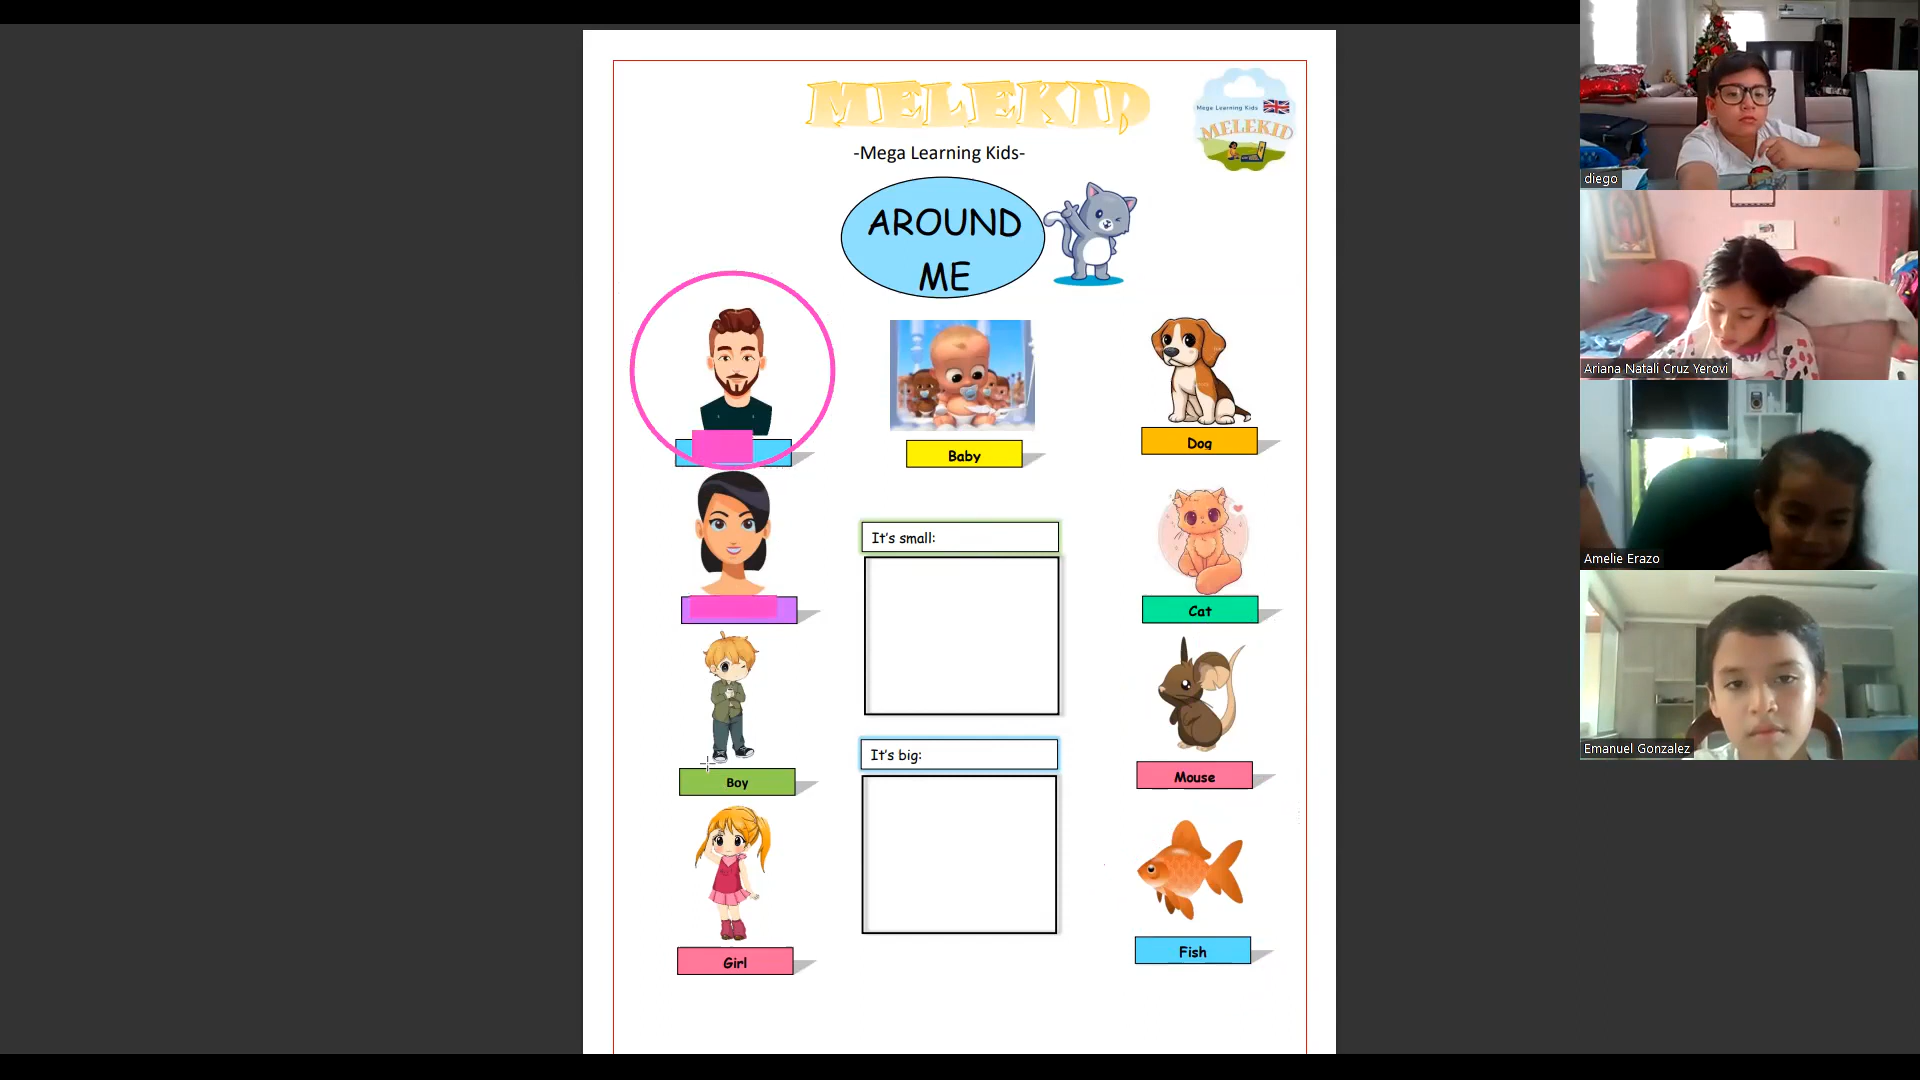 MELEKID
-Mega Learning Kids-
Mega Learning Kids
MELEKID
AROUND
ME
Baby
Dog
It's small:
Cat
Boy
It's big:
Mouse
Girl
Fish
diego
Ariana Natali Cruz Yerovi
Amelie Erazo
Emanuel Gonzalez